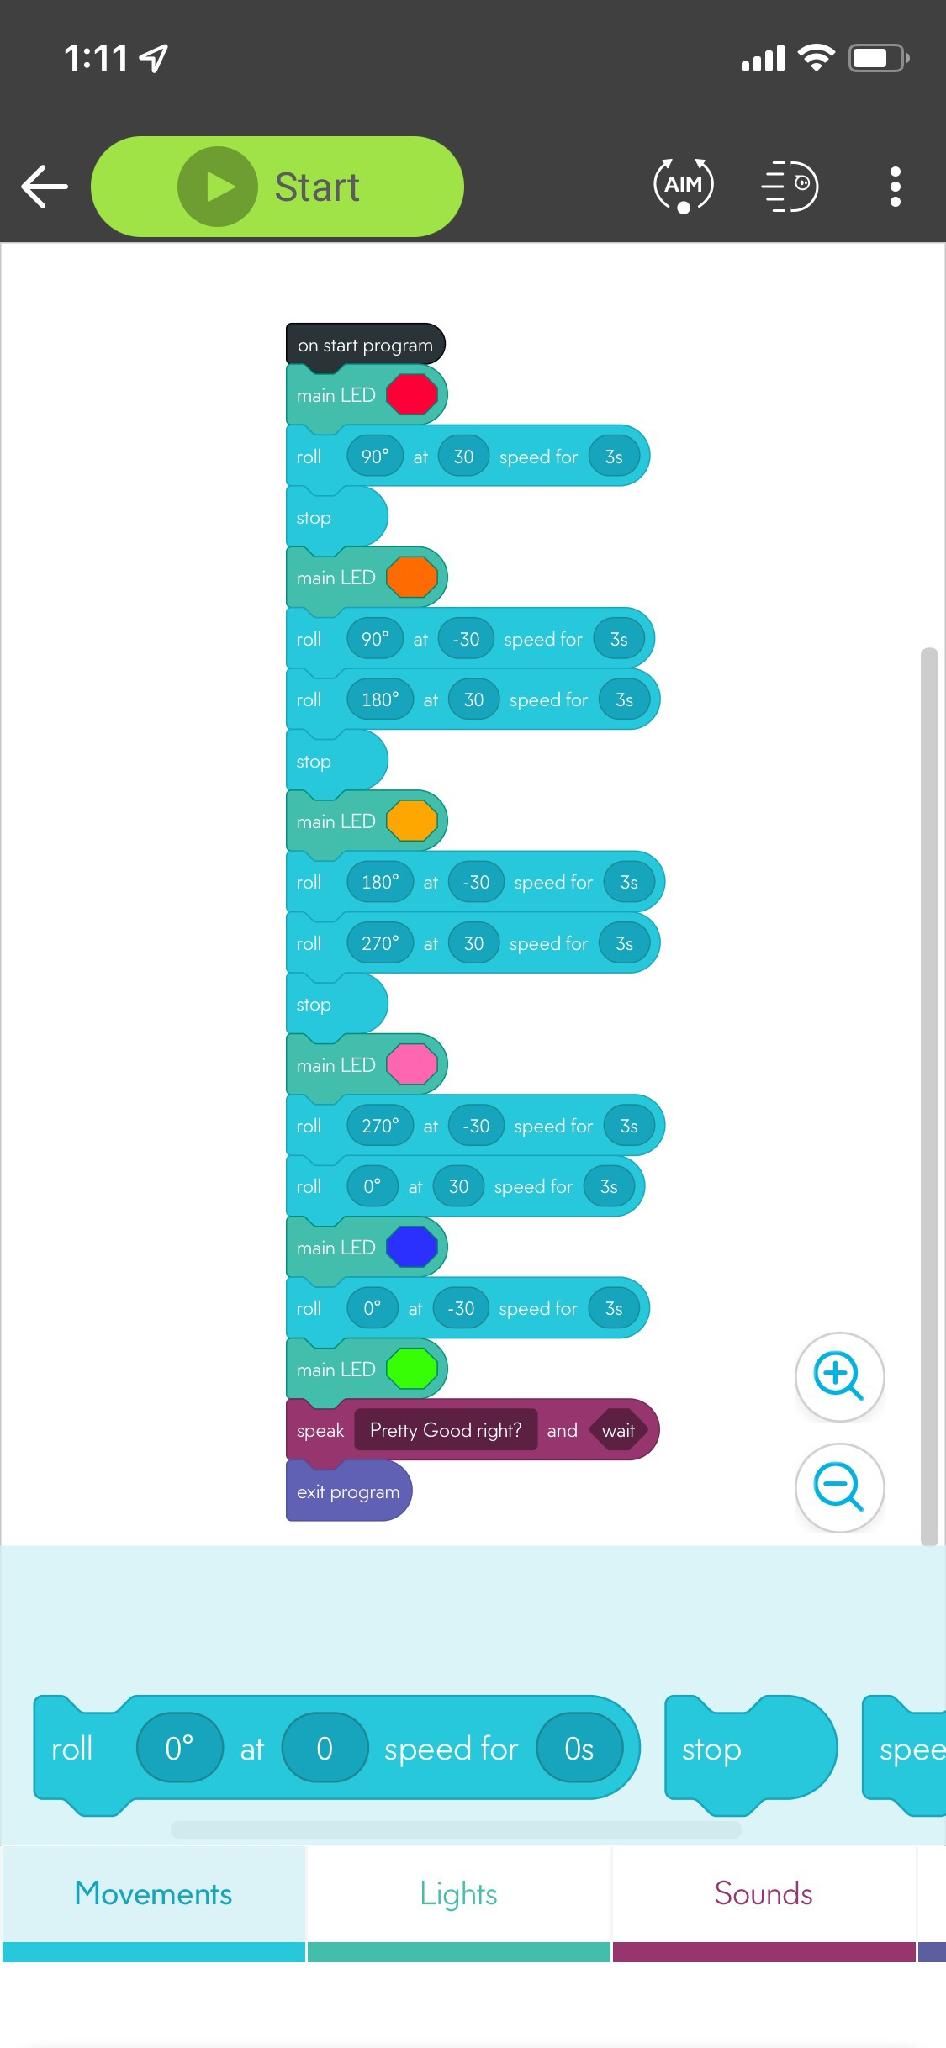 1:11
Start
AIM
on start program
main LED
roll 90° at 30 speed for 3s
stop
main LED
roll 90° at -30 speed for 3s
roll 180° at 30 speed for 3s
stop
main LED
roll 180° at -30 speed for 3s
roll 270° at 30 speed for 3s
stop
main LED
roll 270° at -30 speed for 3s
roll 0° at 30 speed for 3s
main LED
roll 0° at -30 speed for 3s
main LED
speak Pretty Good right? and wait
exit program
roll 0° at 0 speed for 0s stop spee
Movements Lights Sounds